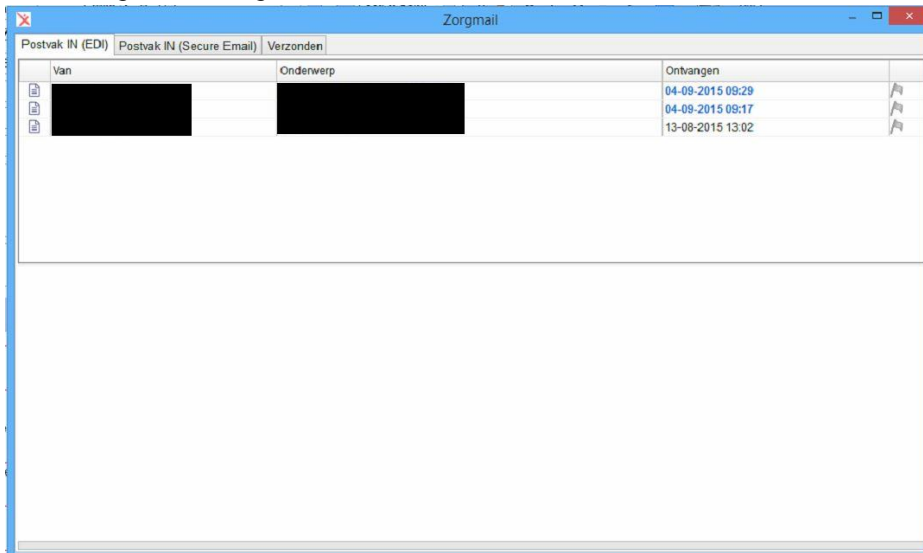 Zorgmail
Postvak IN (EDI) Postvak IN (Secure Email) Verzonden
Van Onderwerp Ontvangen
04-09-2015 09:29
04-09-2015 09:17
13-08-2015 13:02